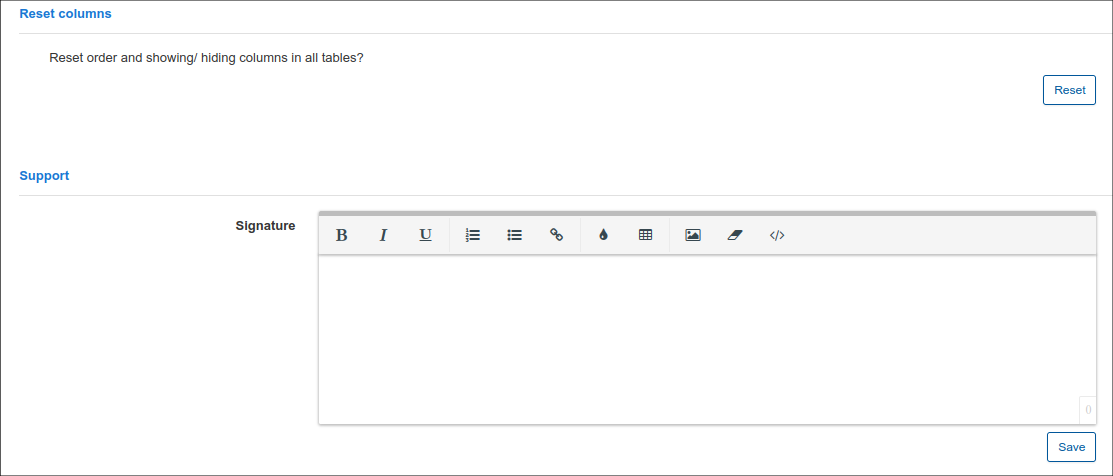 Reset columns
Reset order and showing/ hiding columns in all tables?
Reset
Support
Signature
B I U </>
0
Save